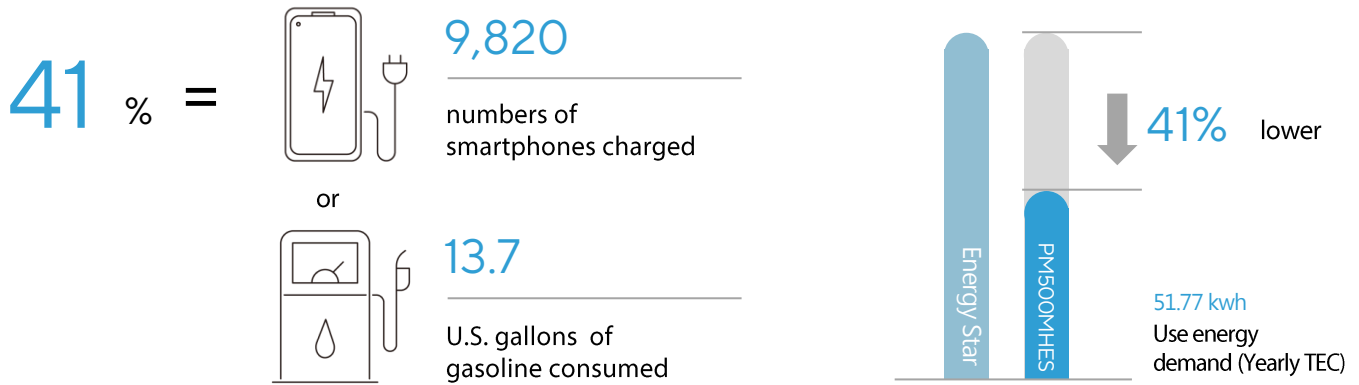 41 % =
9,820
numbers of
smartphones charged
or
13.7
U.S. gallons of
gasoline consumed
Energy Star
PM500MHES
41% lower
51.77 kwh
Use energy
demand (Yearly TEC)